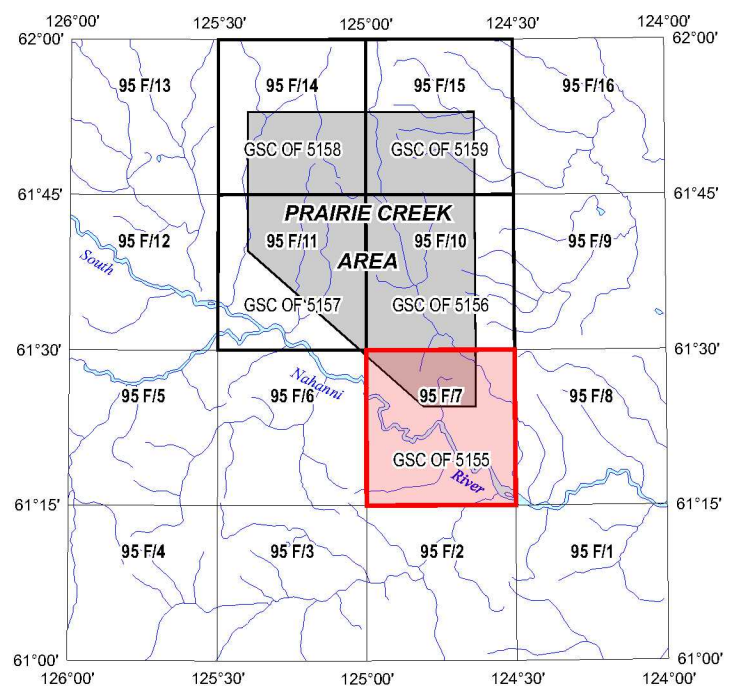 126°00' 125°30' 125°00' 124°30' 124°00'
62°00' 62°00'
95 F/13 95 F/14 95 F/15 95 F/16
GSC OF 5158 GSC OF 5159
61°45' 61°45'
PRAIRIE CREEK
95 F/12 95 F/11 95 F/10 95 F/9
AREA
South
GSC OF 5157 GSC OF 5156
61°30' 61°30'
Nahanni
95 F/5 95 F/6 95 F/7 95 F/8
GSC OF 5155
River
61°15' 61°15'
95 F/4 95 F/3 95 F/2 95 F/1
61°00' 61°00'
126°00' 125°30' 125°00' 124°30' 124°00'